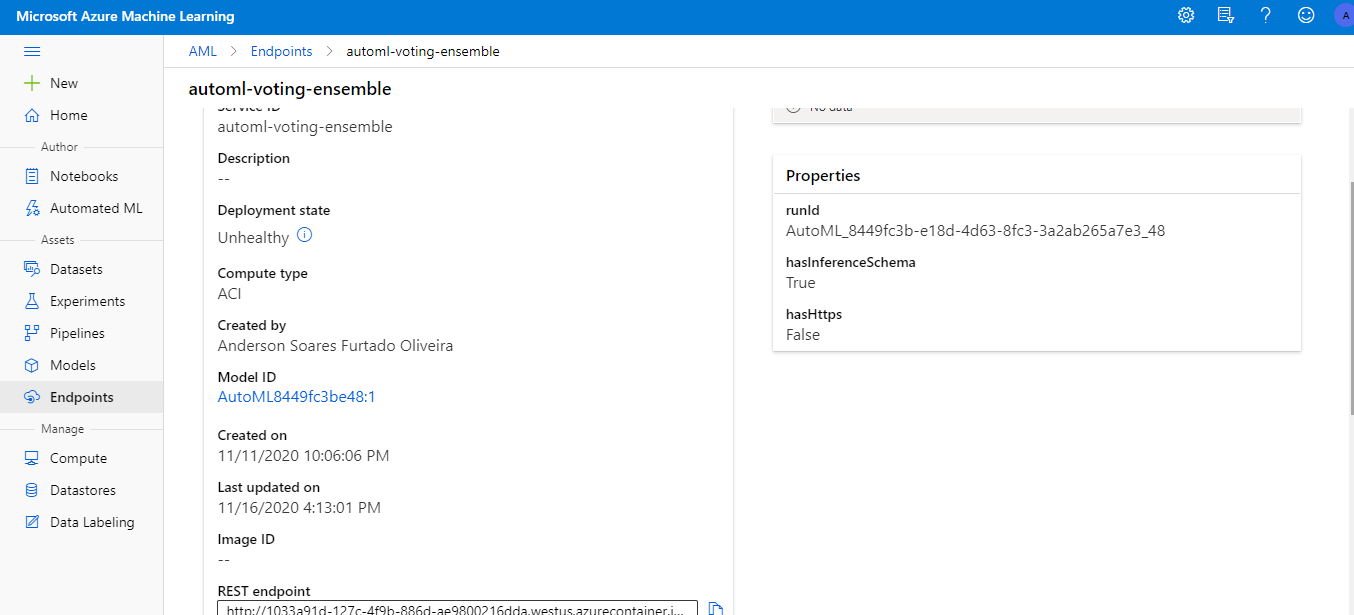 Microsoft Azure Machine Learning
A
AML > Endpoints > automl-voting-ensemble
New
Home
Author
Notebooks
Automated ML
Assets
Datasets
Experiments
Pipelines
Models
Endpoints
Manage
Compute
Datastores
Data Labeling
automl-voting-ensemble
Service ID
automl-voting-ensemble
Description
--
Deployment state
Unhealthy
Compute type
ACI
Created by
Anderson Soares Furtado Oliveira
Model ID
AutoML8449fc3be48:1
Created on
11/11/2020 10:06:06 PM
Last updated on
11/16/2020 4:13:01 PM
Image ID
--
REST endpoint
http://1033a91d-127c-4f9b-886d-ae9800216dda.westus.azurecontainer.i...
No data
Properties
runId
AutoML_8449fc3b-e18d-4d63-8fc3-3a2ab265a7e3_48
hasInferenceSchema
True
hasHttps
False